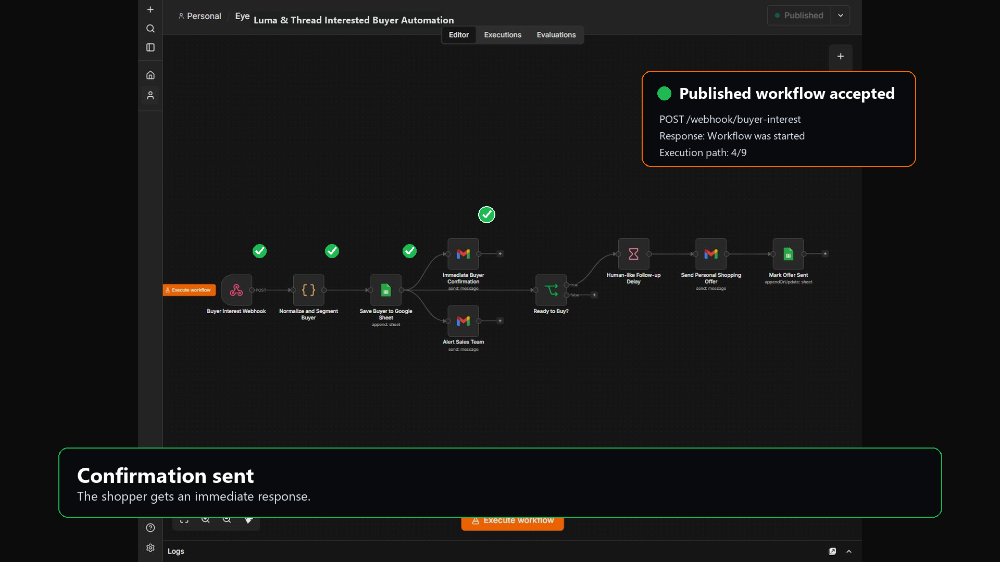 Personal / Eye
Luma & Thread Interested Buyer Automation
Published
Editor
Executions
Evaluations
Published workflow accepted
POST /webhook/buyer-interest
Response: Workflow was started
Execution path: 4/9
Execute workflow
POST
Buyer Interest Webhook
Normalize and Segment
Buyer
Save Buyer to Google
Sheet
append: sheet
Immediate Buyer
Confirmation
send: message
Alert Sales Team
send: message
true
false
Ready to Buy?
Human-like Follow-up
Delay
Send Personal Shopping
Offer
send: message
Mark Offer Sent
appendOrUpdate: sheet
Confirmation sent
The shopper gets an immediate response.
Execute workflow
Logs